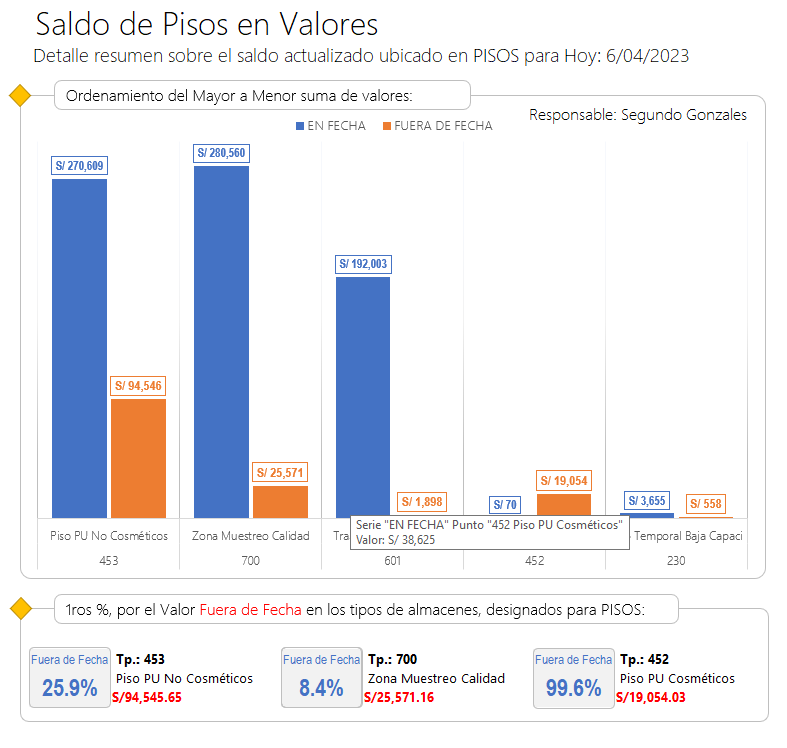 Saldo de Pisos en Valores
Detalle resumen sobre el saldo actualizado ubicado en PISOS para Hoy: 6/04/2023
Ordenamiento del Mayor a Menor suma de valores:
Responsable: Segundo Gonzales
EN FECHA FUERA DE FECHA
S/ 270,609
S/ 280,560
S/ 192,003
S/ 94,546
S/ 25,571
S/ 1,898
S/ 70
S/ 19,054
S/ 3,655
S/ 558
Serie "EN FECHA" Punto "452 Piso PU Cosméticos"
Valor: S/ 38,625
Piso PU No Cosméticos Zona Muestreo Calidad Temporal Baja Capaci
453 700 601 452 230
1ros %, por el Valor Fuera de Fecha en los tipos de almacenes, designados para PISOS:
Fuera de Fecha
25.9%
Tp.: 453
Piso PU No Cosméticos
S/94,545.65
Fuera de Fecha
8.4%
Tp.: 700
Zona Muestreo Calidad
S/25,571.16
Fuera de Fecha
99.6%
Tp.: 452
Piso PU Cosméticos
S/19,054.03